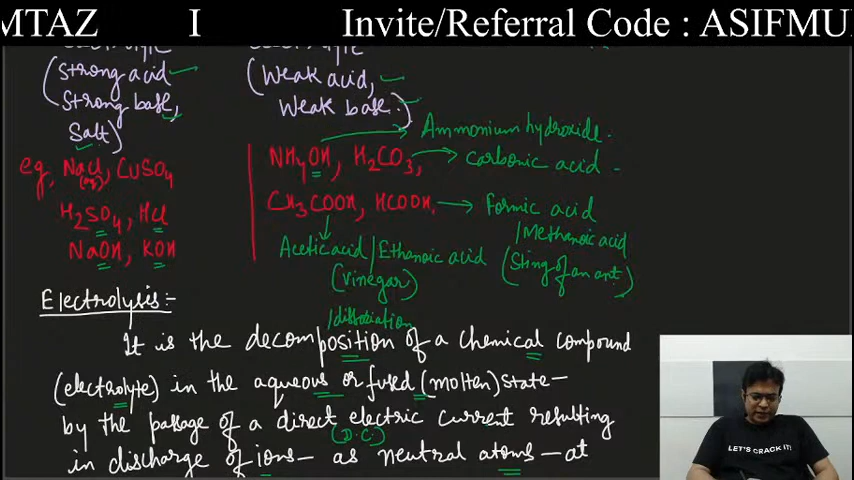 MTAZ I Invite/Referral Code : ASIFMU
(Strong acid
Strong base,
Salt)
(Weak acid,
Weak base.)
eg, NaCl, CuSO4
(aq)
H2SO4, HCl
NaOH, KOH
NH4OH, H2CO3,
CH3COOH, HCOOH,
Ammonium hydroxide.
carbonic acid
Formic acid
/Methanoic acid
(Sting of an ant)
Acetic acid/Ethanoic acid
(vinegar)
Electrolysis:-
/dissociation
It is the decomposition of a chemical compound
(electrolyte) in the aqueous or fused (molten) state-
by the passage of a direct electric current resulting
(D.C.)
in discharge of ions- as neutral atoms- at
LET'S CRACK IT!